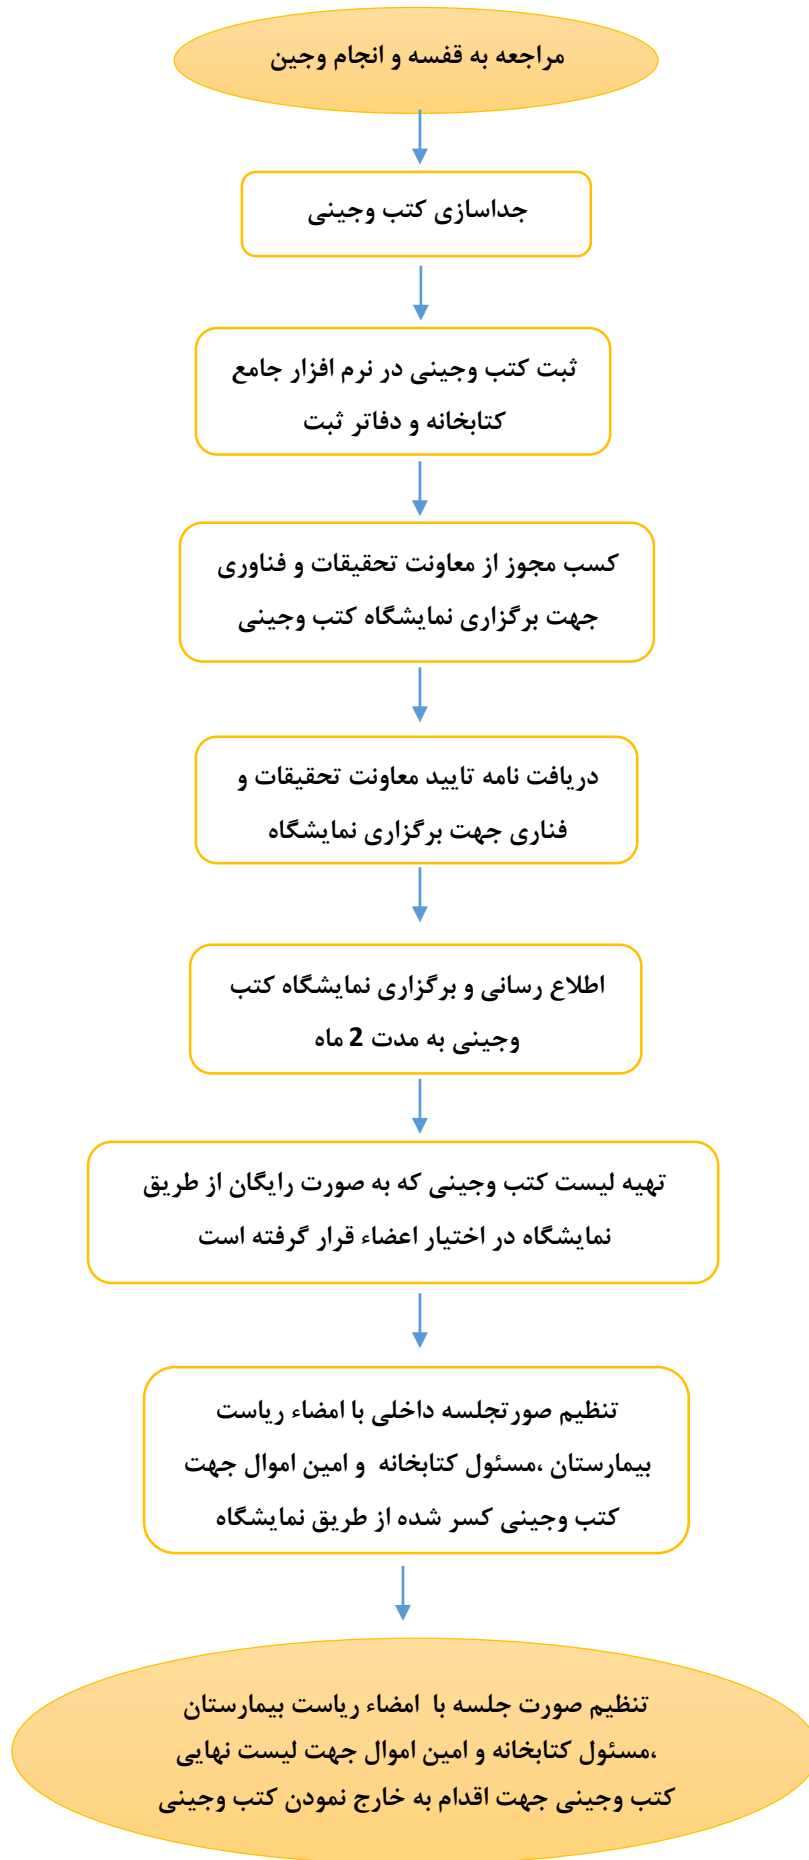 مراجعه به قفسه و انجام وجین
جداسازی کتب وجینی
ثبت کتب وجینی در نرم افزار جامع
کتابخانه و دفاتر ثبت
کسب مجوز از معاونت تحقیقات و فناوری
جهت برگزاری نمایشگاه کتب وجینی
دریافت نامه تایید معاونت تحقیقات و
فناری جهت برگزاری نمایشگاه
اطلاع رسانی و برگزاری نمایشگاه کتب
وجینی به مدت 2 ماه
تهیه لیست کتب وجینی که به صورت رایگان از طریق
نمایشگاه در اختیار اعضاء قرار گرفته است
تنظیم صورتجلسه داخلی با امضاء ریاست
بیمارستان ،مسئول کتابخانه و امین اموال جهت
کتب وجینی کسر شده از طریق نمایشگاه
تنظیم صورت جلسه با امضاء ریاست بیمارستان
،مسئول کتابخانه و امین اموال جهت لیست نهایی
کتب وجینی جهت اقدام به خارج نمودن کتب وجینی